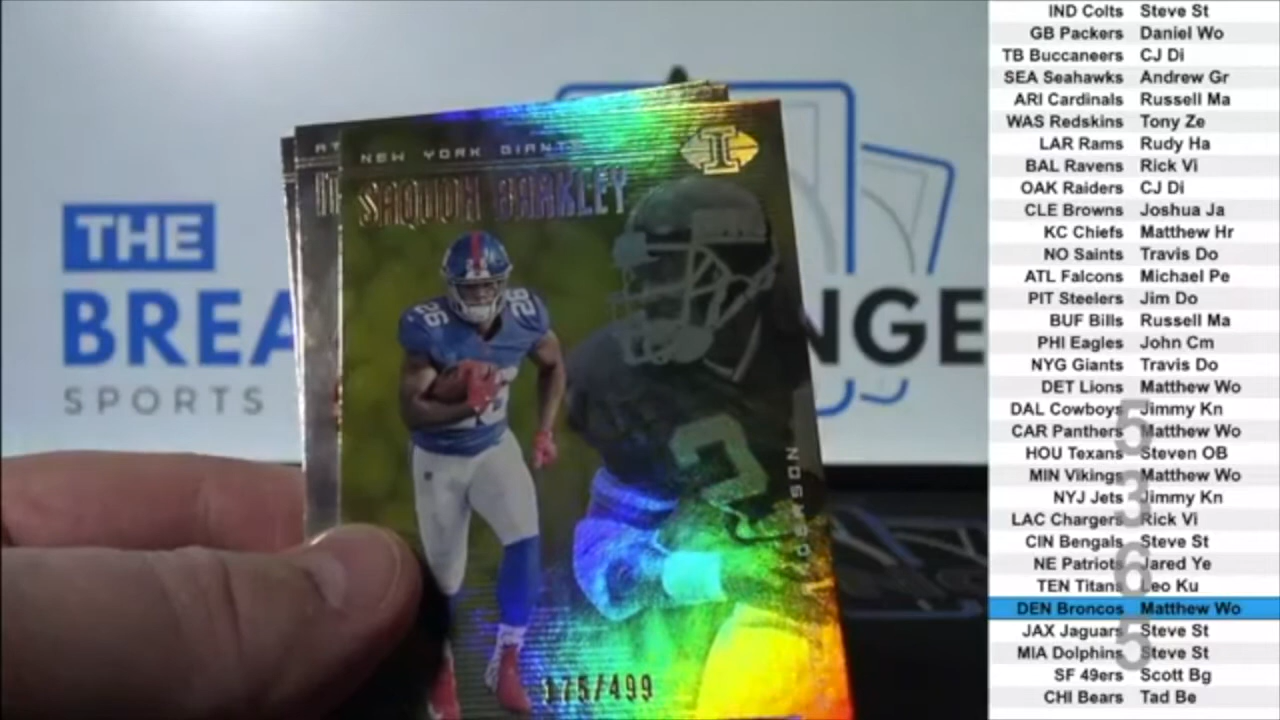 NEW YORK GIANTS
SAQUON BARKLEY
26
26
2
175/499
THE
BREA
NGE
SPORTS
IND Colts Steve St
GB Packers Daniel Wo
TB Buccaneers CJ Di
SEA Seahawks Andrew Gr
ARI Cardinals Russell Ma
WAS Redskins Tony Ze
LAR Rams Rudy Ha
BAL Ravens Rick Vi
OAK Raiders CJ Di
CLE Browns Joshua Ja
KC Chiefs Matthew Hr
NO Saints Travis Do
ATL Falcons Michael Pe
PIT Steelers Jim Do
BUF Bills Russell Ma
PHI Eagles John Cm
NYG Giants Travis Do
DET Lions Matthew Wo
DAL Cowboys Jimmy Kn
CAR Panthers Matthew Wo
HOU Texans Steven OB
MIN Vikings Matthew Wo
NYJ Jets Jimmy Kn
LAC Chargers Rick Vi
CIN Bengals Steve St
NE Patriots Jared Ye
TEN Titans Leo Ku
DEN Broncos Matthew Wo
JAX Jaguars Steve St
MIA Dolphins Steve St
SF 49ers Scott Bg
CHI Bears Tad Be
5365